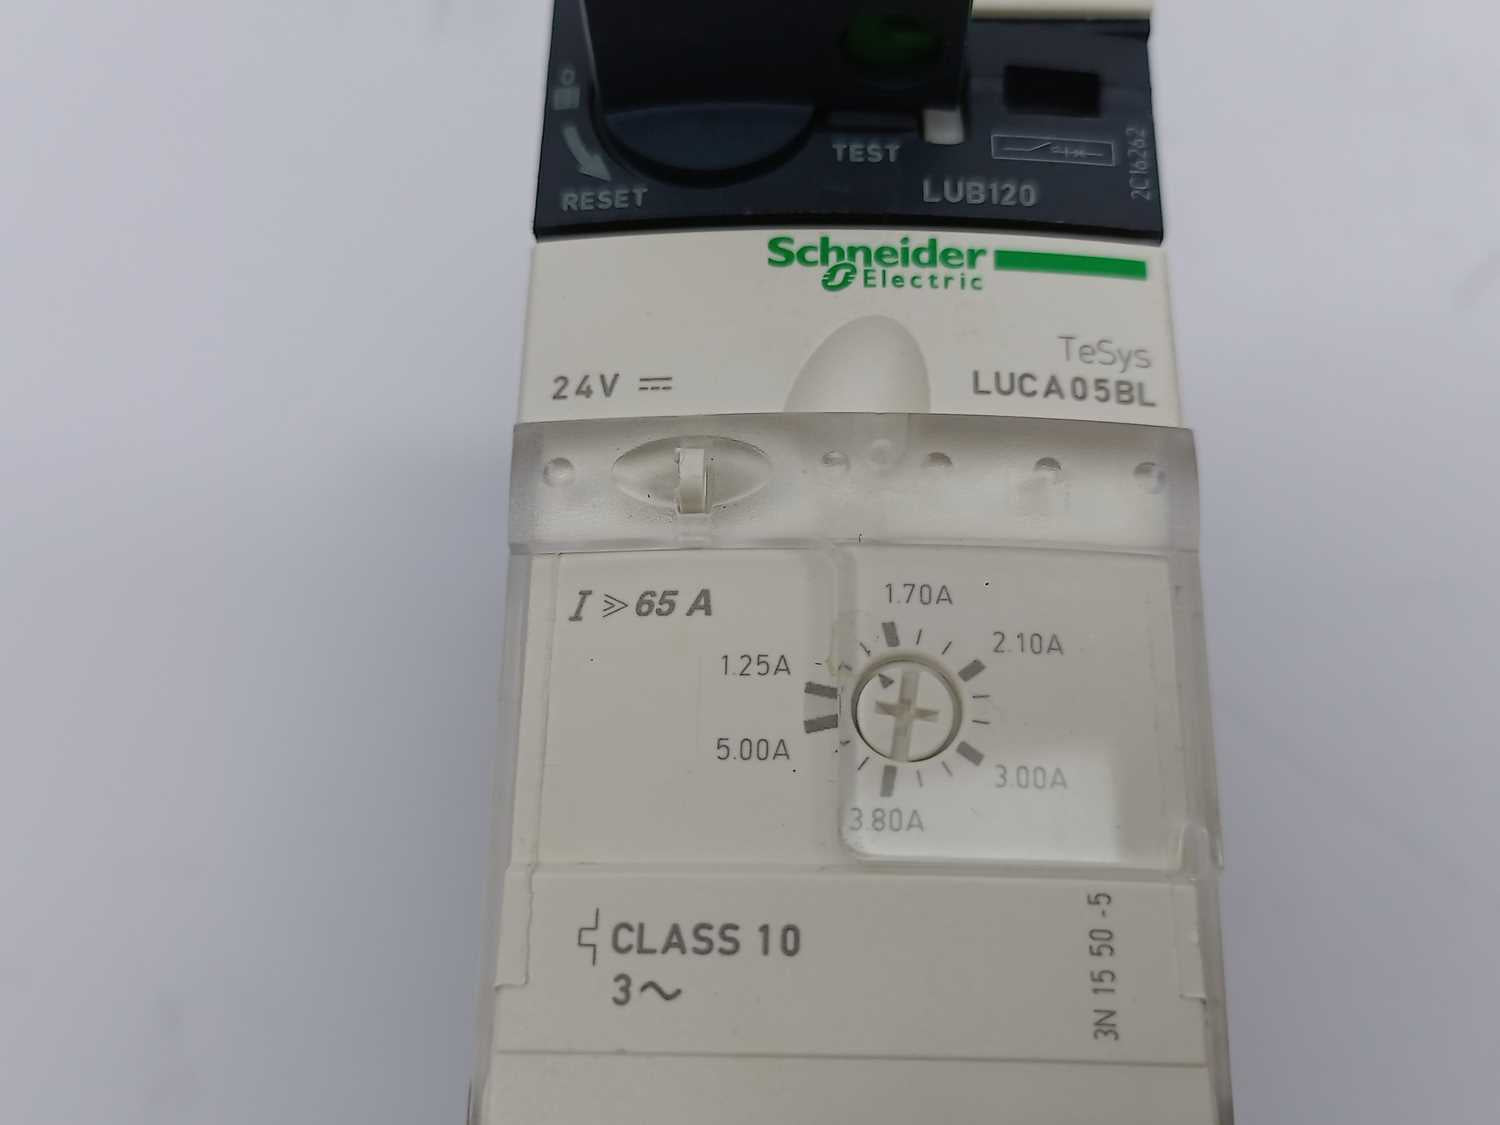 TEST
RESET
LUB120
2C16262
Schneider
Electric
TeSys
24V
LUCA05BL
I ⩾ 65 A
1.70A
2.10A
1.25A
5.00A
3.00A
3.80A
CLASS 10
3~
3N 15 50 -5